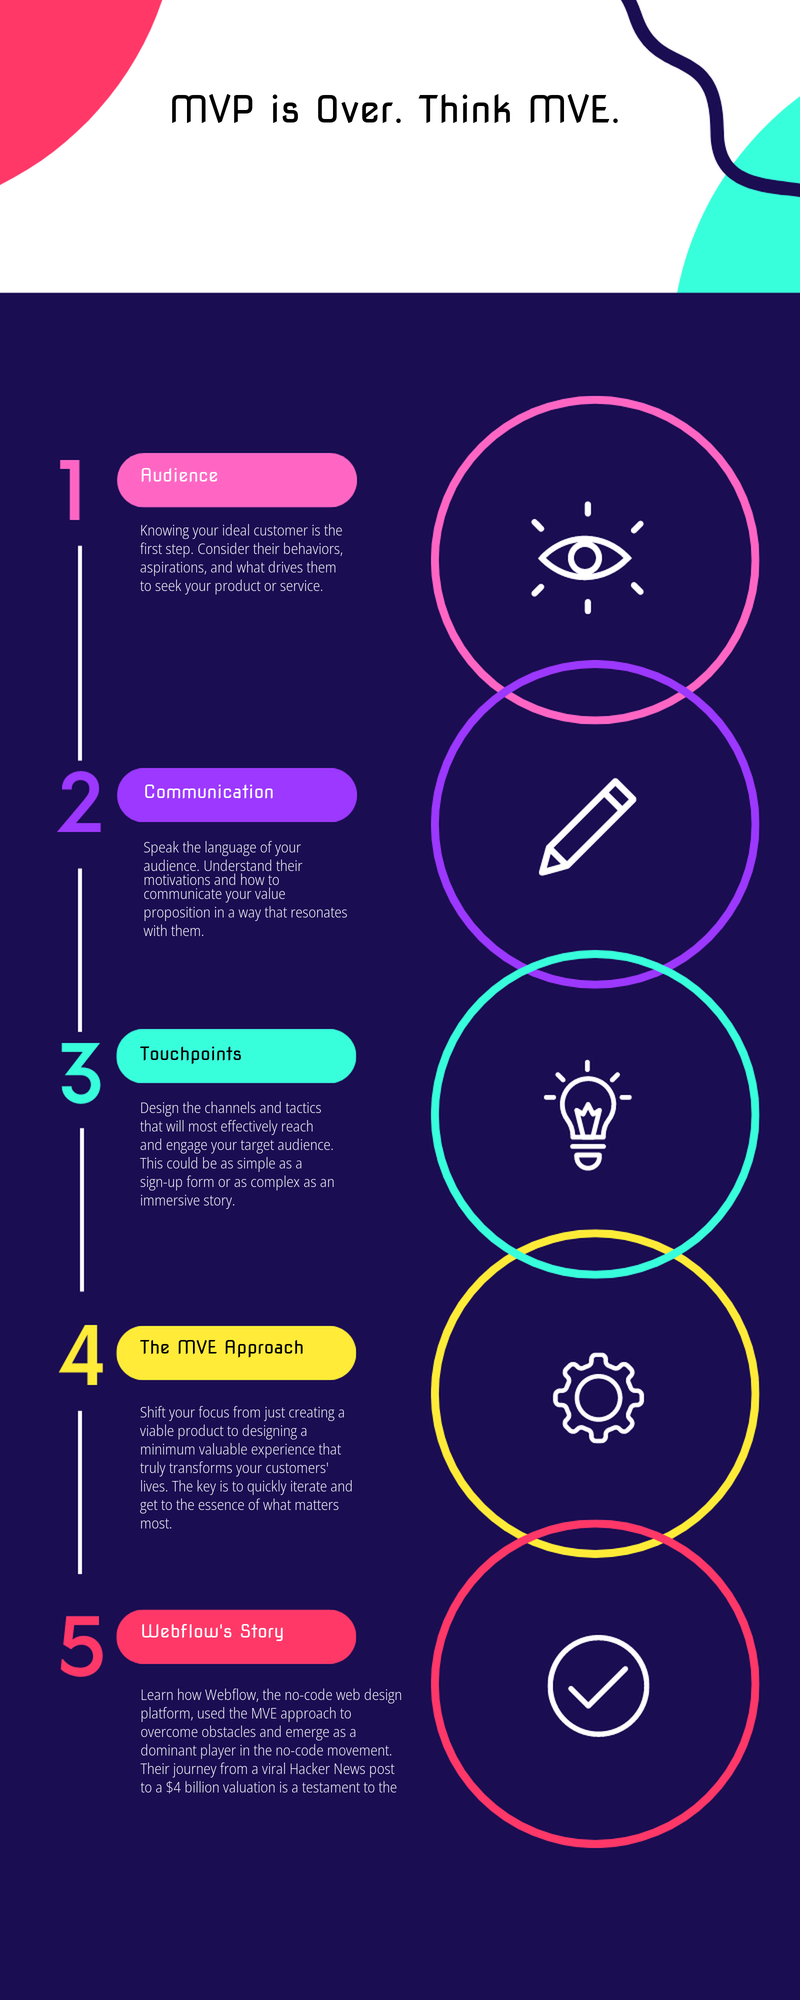 MVP is Over. Think MVE.
1
Audience
Knowing your ideal customer is the
first step. Consider their behaviors,
aspirations, and what drives them
to seek your product or service.
2
Communication
Speak the language of your
audience. Understand their
motivations and how to
communicate your value
proposition in a way that resonates
with them.
3
Touchpoints
Design the channels and tactics
that will most effectively reach
and engage your target audience.
This could be as simple as a
sign-up form or as complex as an
immersive story.
4
The MVE Approach
Shift your focus from just creating a
viable product to designing a
minimum valuable experience that
truly transforms your customers'
lives. The key is to quickly iterate and
get to the essence of what matters
most.
5
Webflow's Story
Learn how Webflow, the no-code web design
platform, used the MVE approach to
overcome obstacles and emerge as a
dominant player in the no-code movement.
Their journey from a viral Hacker News post
to a $4 billion valuation is a testament to the